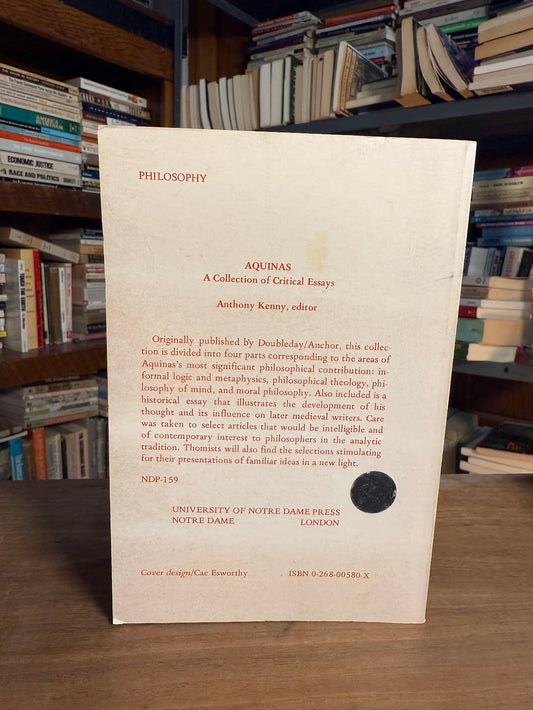 PHILOSOPHY
AQUINAS
A Collection of Critical Essays
Anthony Kenny, editor
Originally published by Doubleday/Anchor, this collec-
tion is divided into four parts corresponding to the areas of
Aquinas's most significant philosophical contribution: in-
formal logic and metaphysics, philosophical theology, phi-
losophy of mind, and moral philosophy. Also included is a
historical essay that illustrates the development of his
thought and its influence on later medieval writers. Care
was taken to select articles that would be intelligible and
of contemporary interest to philosophers in the analytic
tradition. Thomists will also find the selections stimulating
for their presentations of familiar ideas in a new light.
NDP-159
UNIVERSITY OF NOTRE DAME PRESS
NOTRE DAME LONDON
Cover design/Cae Esworthy ISBN 0-268-00580-X
ECONOMIC JUSTICE
RACE AND POLITICS